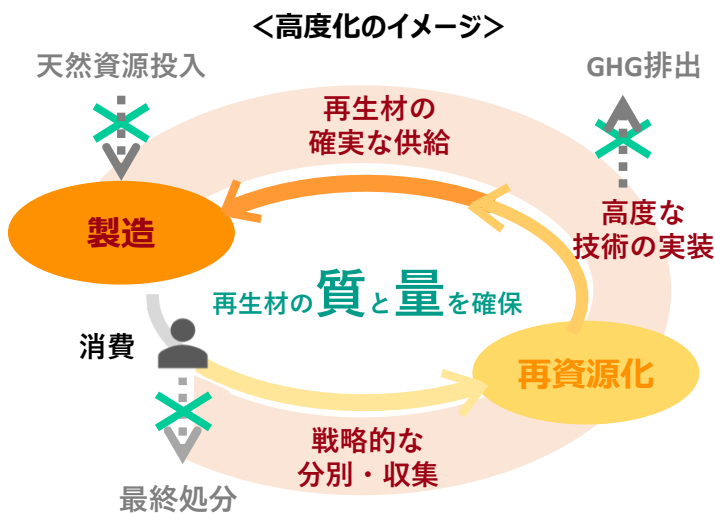 ＜高度化のイメージ＞
天然資源投入
GHG排出
再生材の
確実な供給
製造
高度な
技術の実装
再生材の質と量を確保
消費
再資源化
戦略的な
分別・収集
最終処分